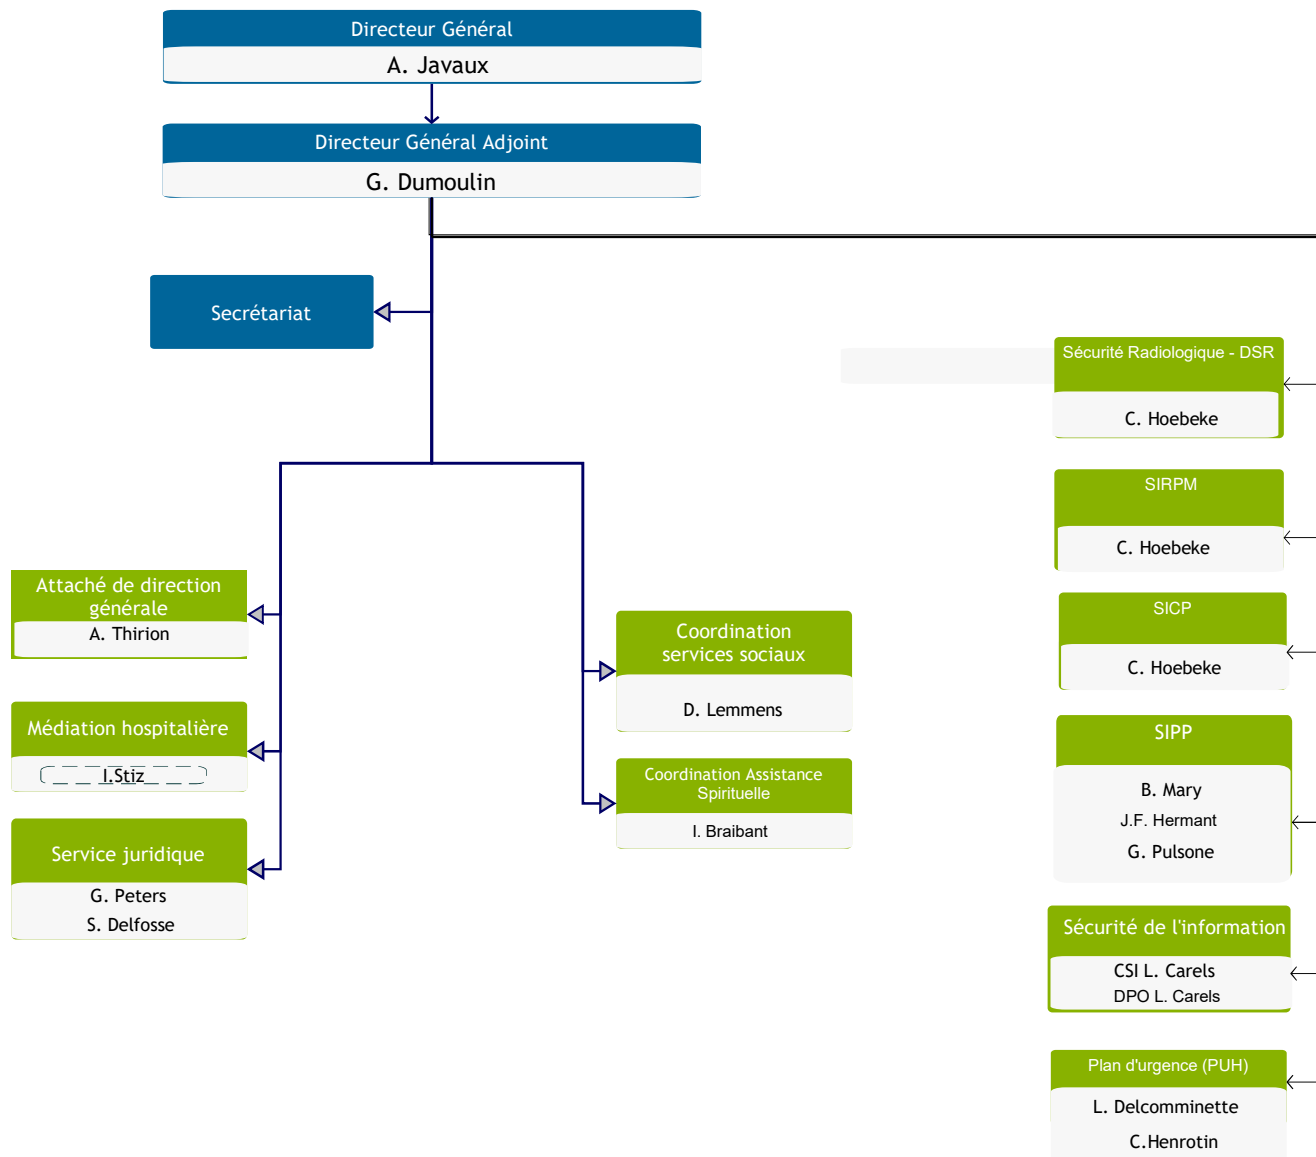 Directeur Général
A. Javaux
Directeur Général Adjoint
G. Dumoulin
Secrétariat
Attaché de direction
générale
A. Thirion
Médiation hospitalière
I.Stiz
Service juridique
G. Peters
S. Delfosse
Coordination
services sociaux
D. Lemmens
Coordination Assistance
Spirituelle
I. Braibant
Sécurité Radiologique - DSR
C. Hoebeke
SIRPM
C. Hoebeke
SICP
C. Hoebeke
SIPP
B. Mary
J.F. Hermant
G. Pulsone
Sécurité de l'information
CSI L. Carels
DPO L. Carels
Plan d'urgence (PUH)
L. Delcomminette
C.Henrotin